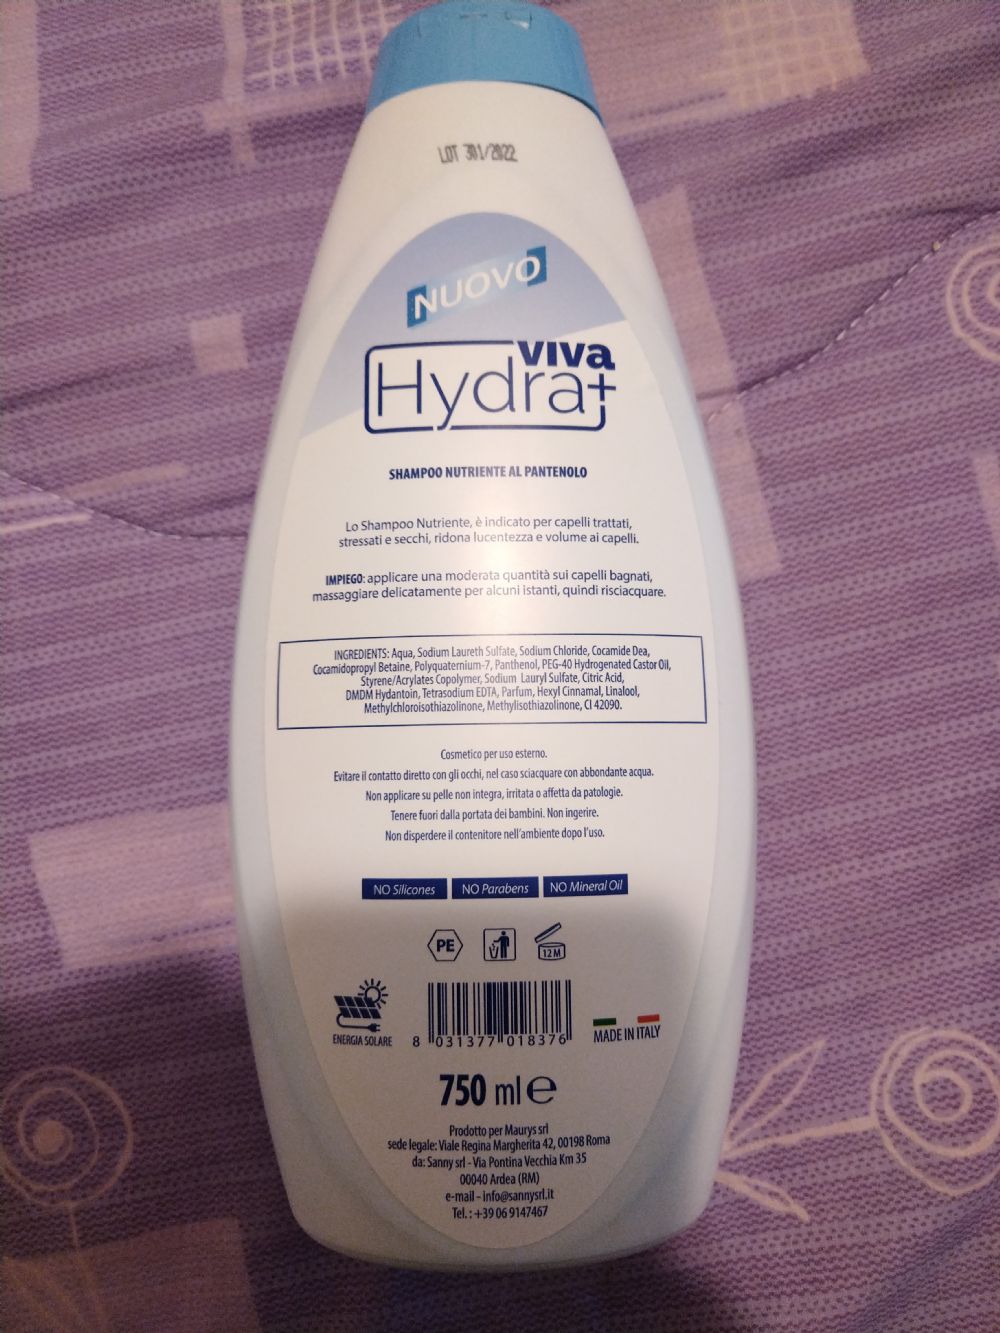 LOT 301/2022
NUOVO
viva
Hydra+
SHAMPOO NUTRIENTE AL PANTENOLO
Lo Shampoo Nutriente, è indicato per capelli trattati,
stressati e secchi, ridona lucentezza e volume ai capelli.
IMPIEGO: applicare una moderata quantità sui capelli bagnati,
massaggiare delicatamente per alcuni istanti, quindi risciacquare.
INGREDIENTS: Aqua, Sodium Laureth Sulfate, Sodium Chloride, Cocamide Dea,
Cocamidopropyl Betaine, Polyquaternium-7, Panthenol, PEG-40 Hydrogenated Castor Oil,
Styrene/Acrylates Copolymer, Sodium Lauryl Sulfate, Citric Acid,
DMDM Hydantoin, Tetrasodium EDTA, Parfum, Hexyl Cinnamal, Linalool,
Methylchloroisothiazolinone, Methylisothiazolinone, CI 42090.
Cosmetico per uso esterno.
Evitare il contatto diretto con gli occhi, nel caso sciacquare con abbondante acqua.
Non applicare su pelle non integra, irritata o affetta da patologie.
Tenere fuori dalla portata dei bambini. Non ingerire.
Non disperdere il contenitore nell'ambiente dopo l'uso.
NO Silicones NO Parabens NO Mineral Oil
PE 12 M
ENERGIA SOLARE 8 031377 018376 MADE IN ITALY
750 ml e
Prodotto per Maurys srl
sede legale: Viale Regina Margherita 42, 00198 Roma
da: Sanny srl - Via Pontina Vecchia Km 35
00040 Ardea (RM)
e-mail - info@sannysrl.it
Tel. : +39 06 9147467